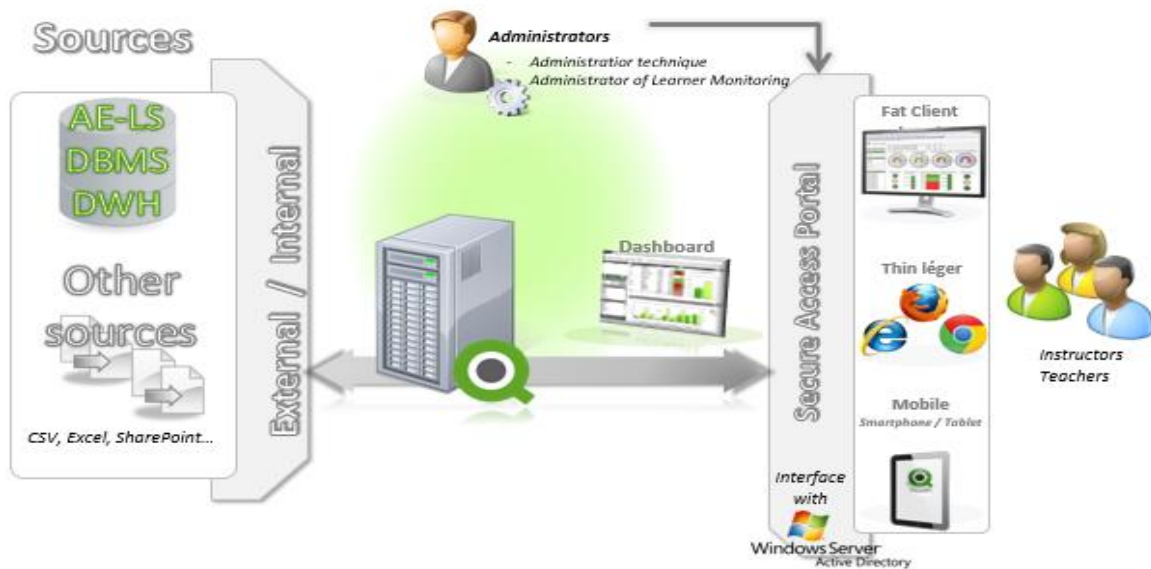 Sources
AE-LS
DBMS
DWH
Other
sources
CSV, Excel, SharePoint...
External / Internal
Administrators
- Administratior technique
- Administrator of Learner Monitoring
Dashboard
Secure Access Portal
Interface
with
Windows Server
Active Directory
Fat Client
Thin léger
Mobile
Smartphone / Tablet
Instructors
Teachers